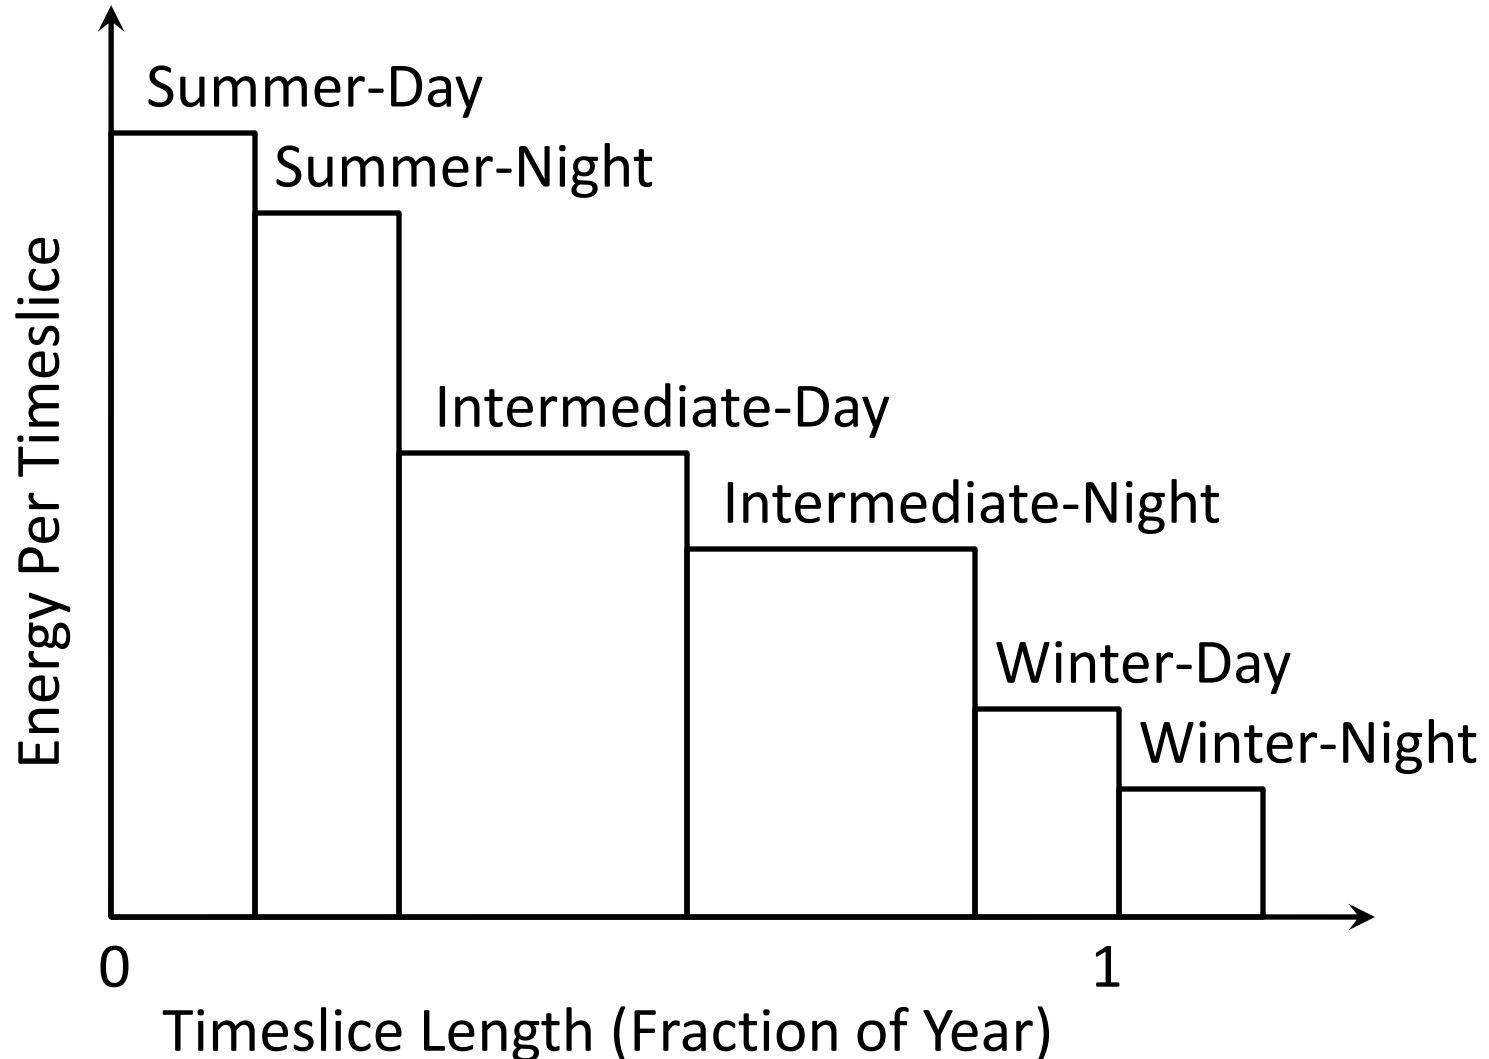 Summer-Day
Summer-Night
Intermediate-Day
Intermediate-Night
Winter-Day
Winter-Night
Energy Per Timeslice
0
1
Timeslice Length (Fraction of Year)